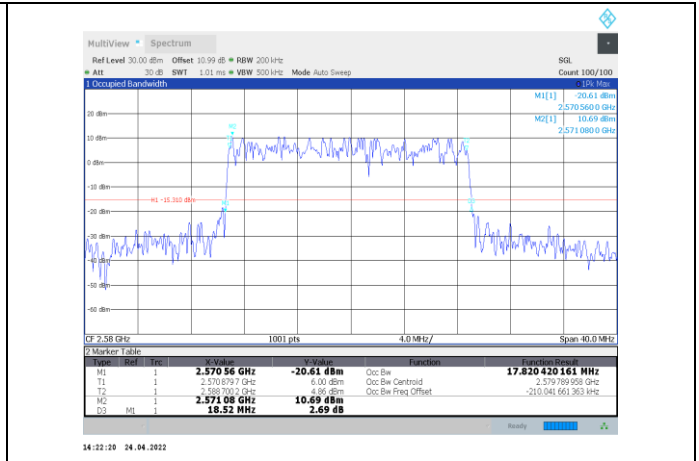 MultiView Spectrum
Ref Level 30.00 dBm Offset 10.99 dB RBW 200 kHz SGL
Att 30 dB SWT 1.01 ms VBW 500 kHz Mode Auto Sweep Count 100/100
1 Occupied Bandwidth 1Pk Max
M1[1] -20.61 dBm
2.570 560 0 GHz
M2[1] 10.69 dBm
2.571 080 0 GHz
20 dBm
10 dBm
0 dBm
-10 dBm
H1 -15.310 dBm
-20 dBm
-30 dBm
-40 dBm
-50 dBm
-60 dBm
CF 2.58 GHz 1001 pts 4.0 MHz/ Span 40.0 MHz
2 Marker Table
Type Ref Trc X-Value Y-Value Function Function Result
M1 1 2.570 56 GHz -20.61 dBm Occ Bw 17.820 420 161 MHz
T1 1 2.570 879 7 GHz 6.00 dBm Occ Bw Centroid 2.579 789 958 GHz
T2 1 2.588 700 2 GHz 4.86 dBm Occ Bw Freq Offset -210.041 661 363 kHz
M2 1 2.571 08 GHz 10.69 dBm
D3 M1 1 18.52 MHz 2.69 dB
Ready
14:22:20 24.04.2022